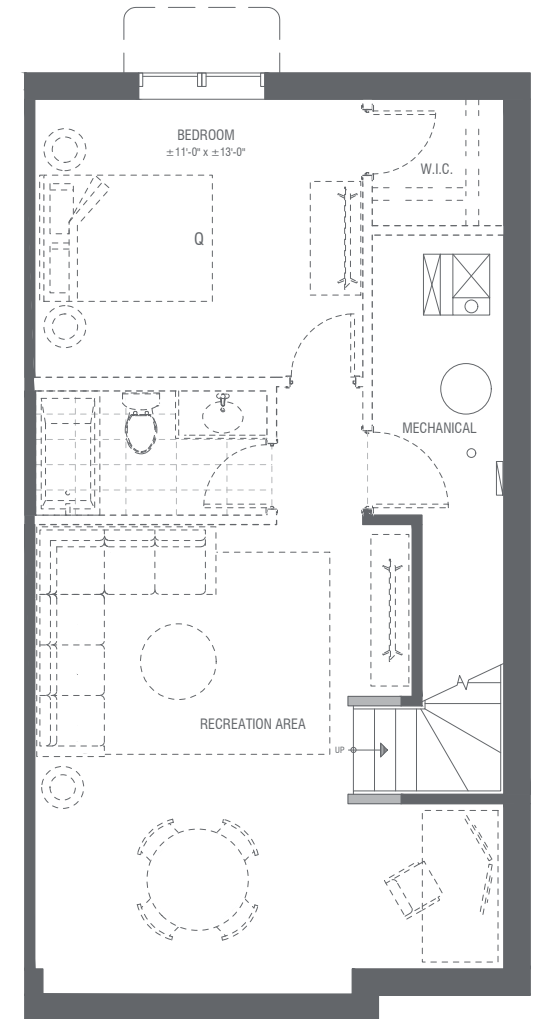 BEDROOM
±11'-0" x ±13'-0"
W.I.C.
Q
MECHANICAL
RECREATION AREA
UP